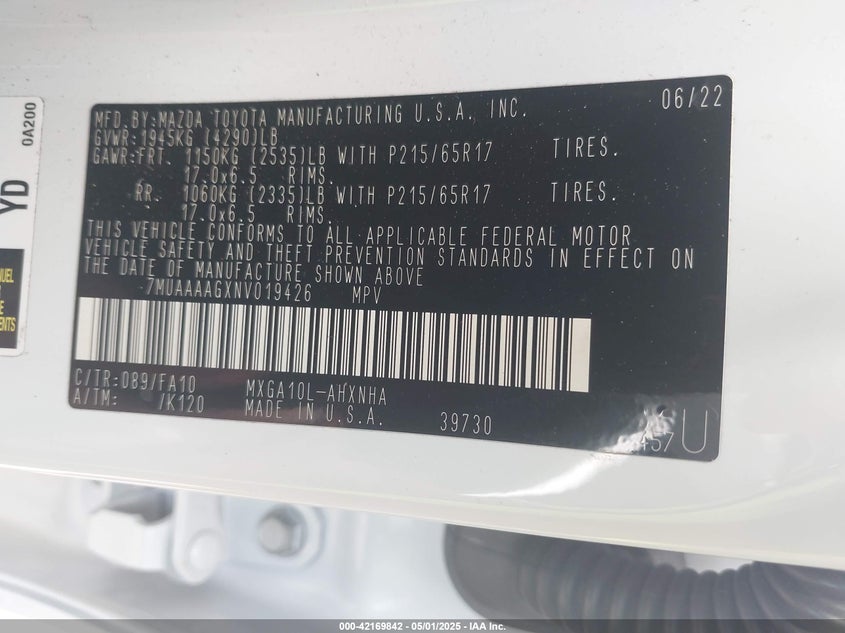 MFD.BY:MAZDA TOYOTA MANUFACTURING U.S.A. INC. 06/22
GVWR:1945KG (4290)LB
GAWR:FRT. 1150KG (2535)LB WITH P215/65R17 TIRES.
17.0x6.5 RIMS.
RR. 1060KG (2335)LB WITH P215/65R17 TIRES.
17.0x6.5 RIMS.
THIS VEHICLE CONFORMS TO ALL APPLICABLE FEDERAL MOTOR
VEHICLE SAFETY AND THEFT PREVENTION STANDARDS IN EFFECT ON
THE DATE OF MANUFACTURE SHOWN ABOVE
7MUAAAAGXNV019426 MPV
C/TR:089/FA10 MXGA10L-AHXNHA
A/TM: /K120 MADE IN U.S.A. 39730
U
YD 0A200
000-42169842 - 05/01/2025 - IAA Inc.